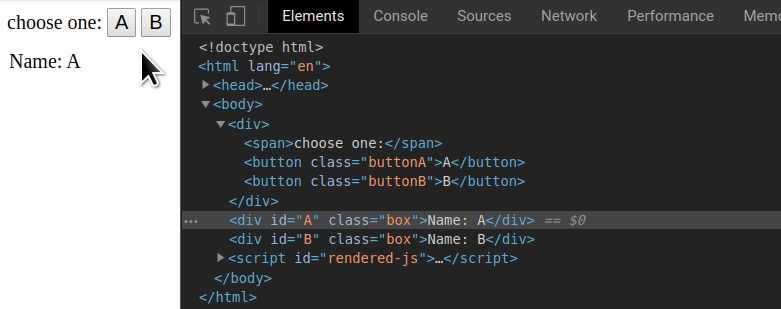 choose one: A B
Name: A
Elements Console Sources Network Performance
<!doctype html>
<html lang="en">
<head>…</head>
<body>
<div>
<span>choose one:</span>
<button class="buttonA">A</button>
<button class="buttonB">B</button>
</div>
<div id="A" class="box">Name: A</div> == $0
<div id="B" class="box">Name: B</div>
<script id="rendered-js">…</script>
</body>
</html>